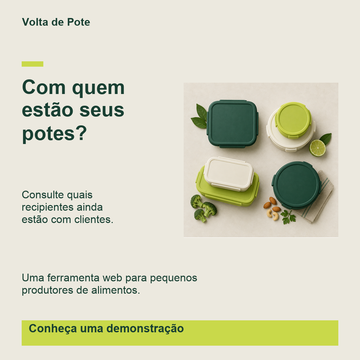 Volta de Pote
Com quem
estão seus
potes?
Consulte quais
recipientes ainda
estão com clientes.
Uma ferramenta web para pequenos
produtores de alimentos.
Conheça uma demonstração